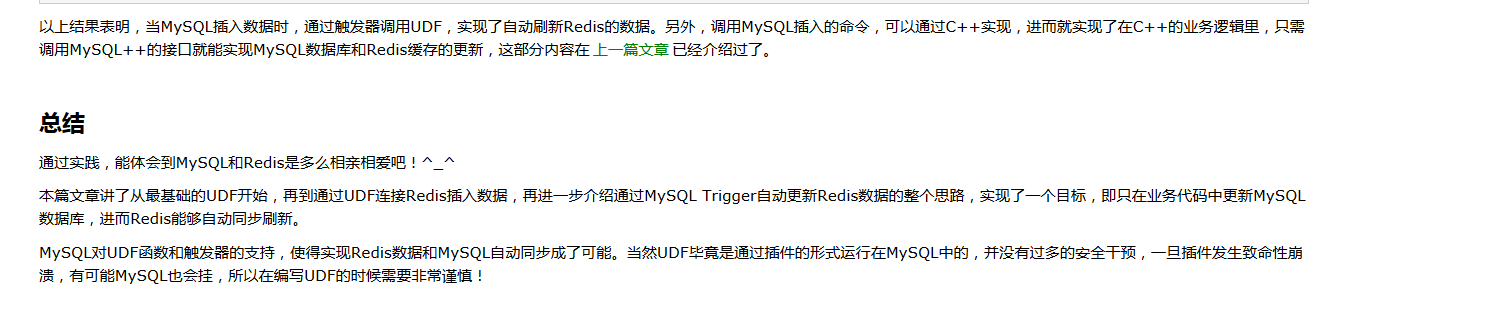 以上结果表明，当MySQL插入数据时，通过触发器调用UDF，实现了自动刷新Redis的数据。另外，调用MySQL插入的命令，可以通过C++实现，进而就实现了在C++的业务逻辑里，只需
调用MySQL++的接口就能实现MySQL数据库和Redis缓存的更新，这部分内容在 上一篇文章 已经介绍过了。
总结
通过实践，能体会到MySQL和Redis是多么相亲相爱吧！^_^
本篇文章讲了从最基础的UDF开始，再到通过UDF连接Redis插入数据，再进一步介绍通过MySQL Trigger自动更新Redis数据的整个思路，实现了一个目标，即只在业务代码中更新MySQL
数据库，进而Redis能够自动同步刷新。
MySQL对UDF函数和触发器的支持，使得实现Redis数据和MySQL自动同步成了可能。当然UDF毕竟是通过插件的形式运行在MySQL中的，并没有过多的安全干预，一旦插件发生致命性崩
溃，有可能MySQL也会挂，所以在编写UDF的时候需要非常谨慎！